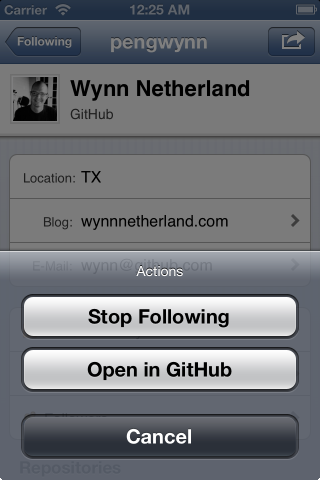 Carrier 12:25 AM
Following pengwynn
Wynn Netherland
GitHub
Location: TX
Blog: wynnnetherland.com
E-Mail: wynn@github.com
Actions
Stop Following
Open in GitHub
Cancel
Repositories